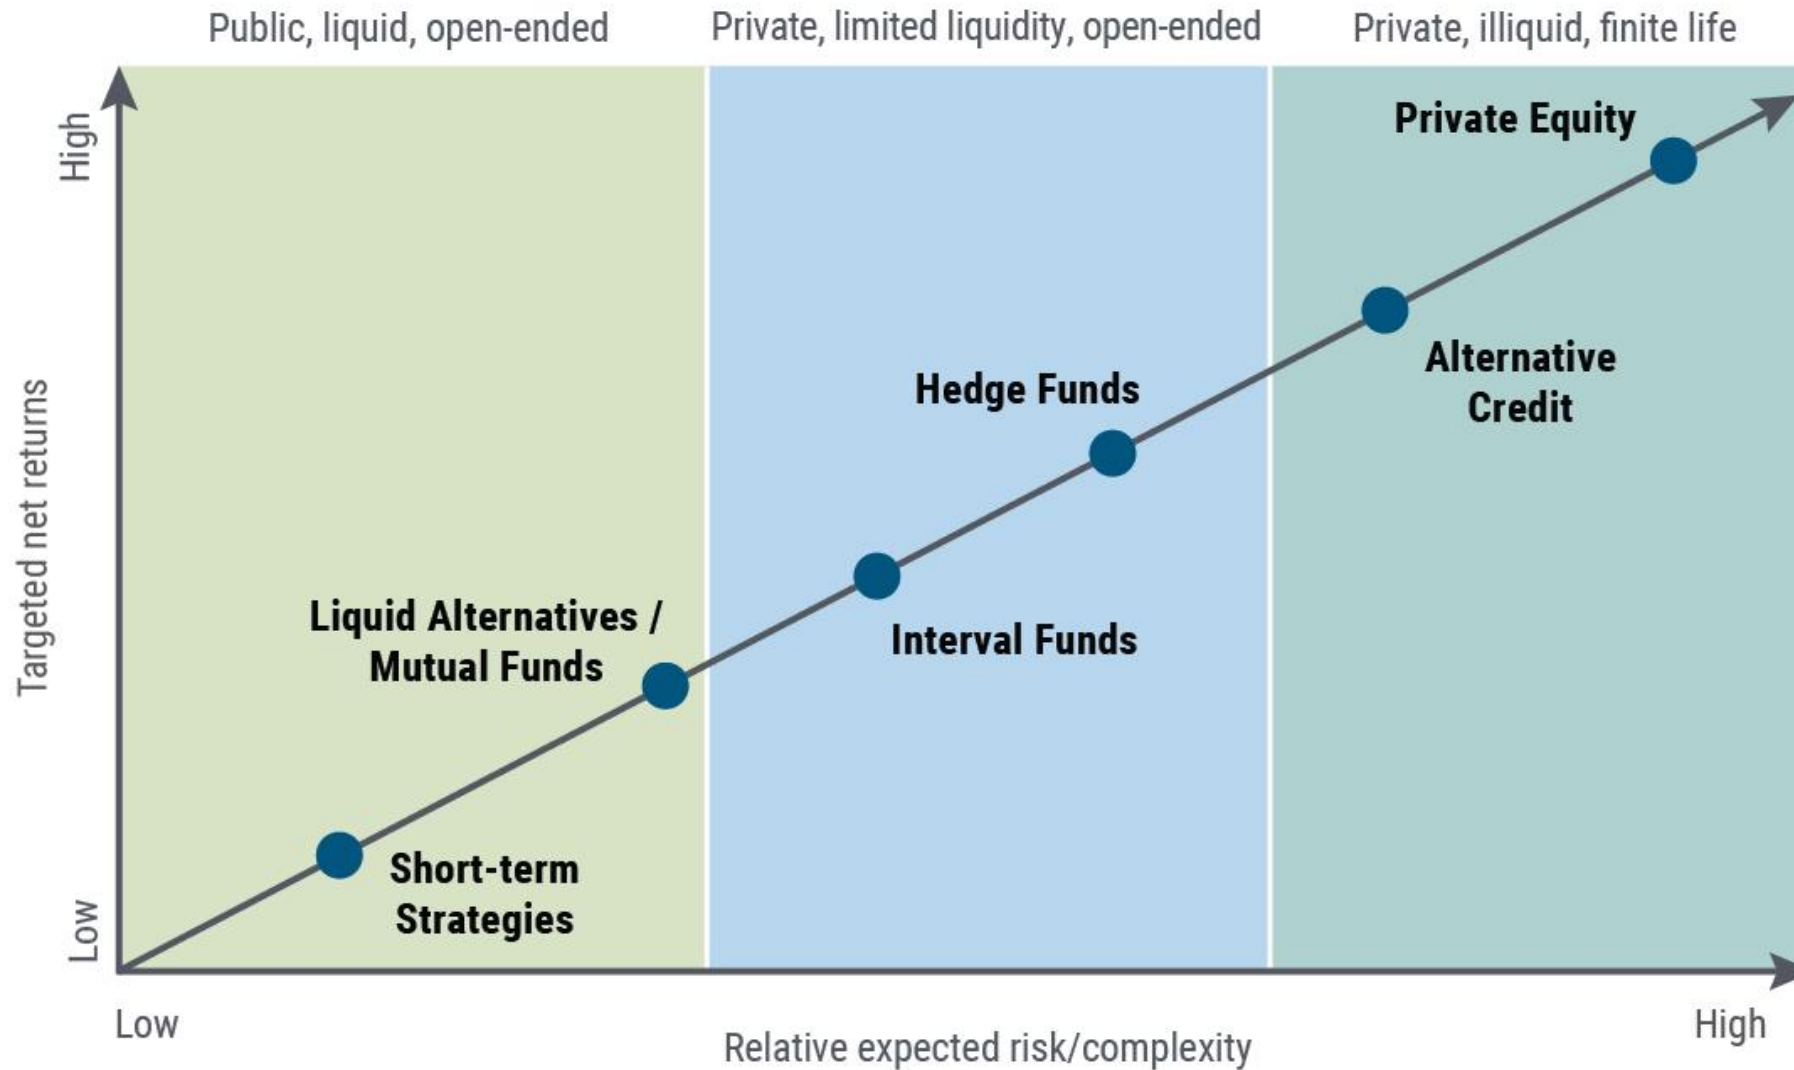 Public, liquid, open-ended
Private, limited liquidity, open-ended
Private, illiquid, finite life
High
Private Equity
Alternative
Credit
Hedge Funds
Targeted net returns
Interval Funds
Liquid Alternatives /
Mutual Funds
Short-term
Strategies
Low
Low
Relative expected risk/complexity
High